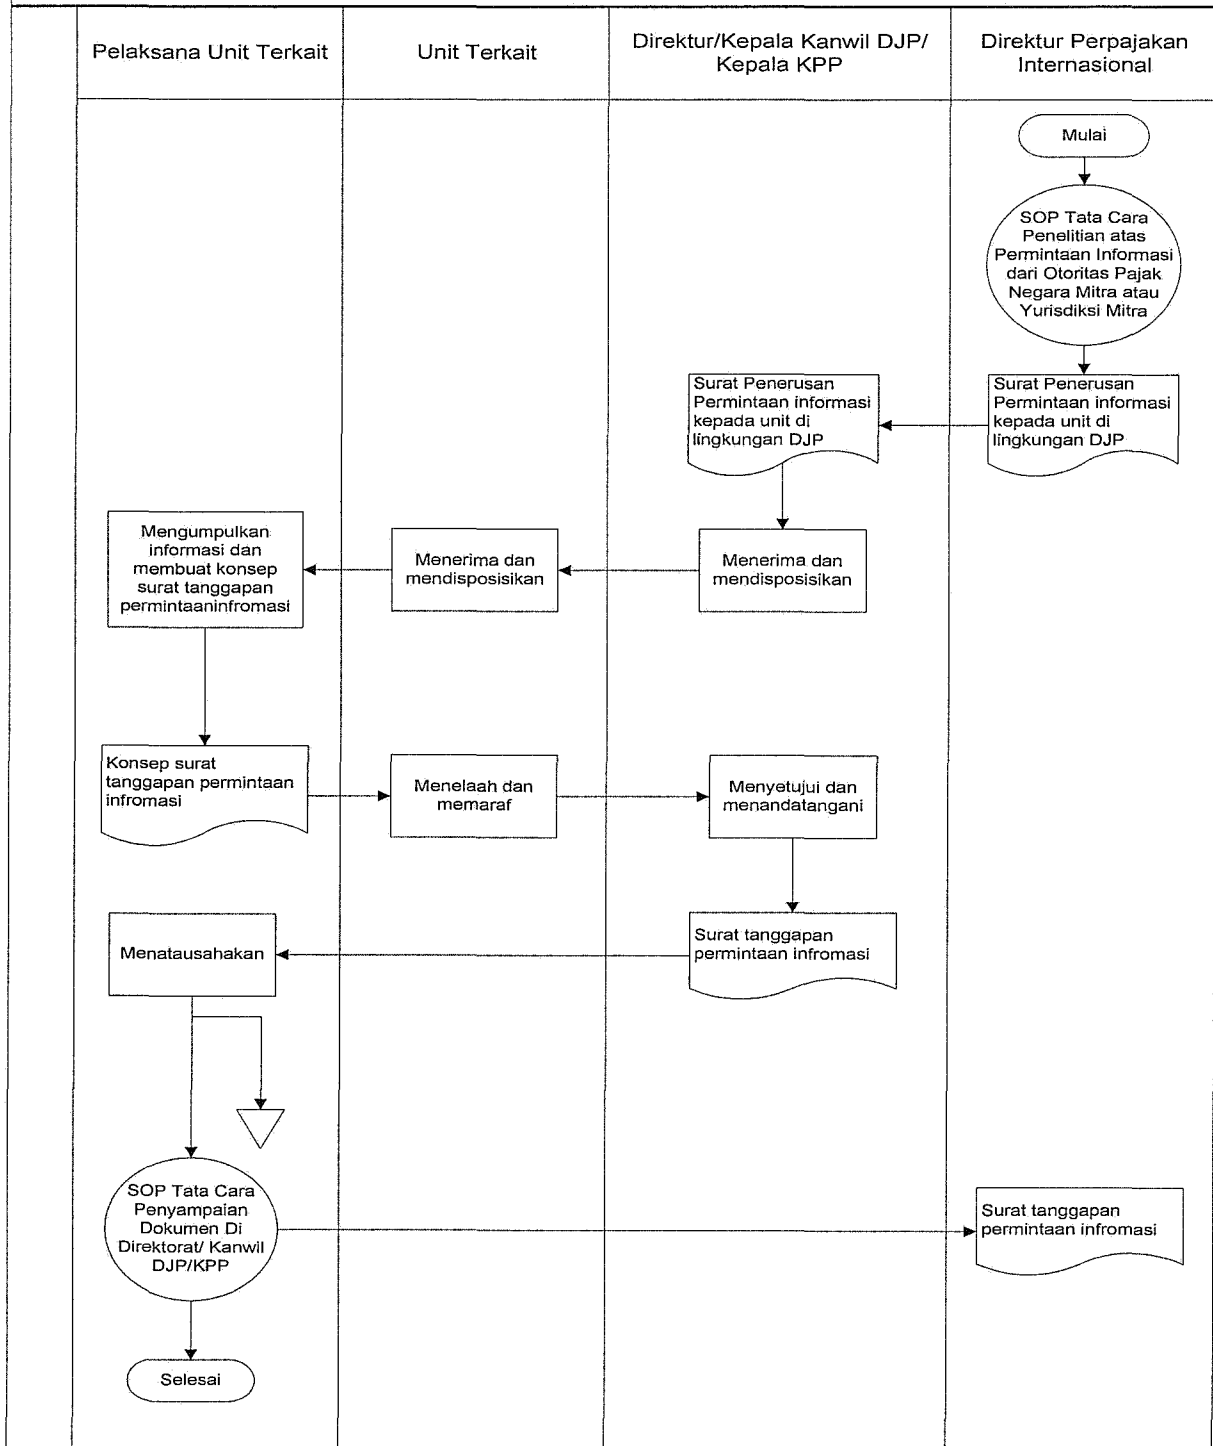 Pelaksana Unit Terkait
Unit Terkait
Direktur/Kepala Kanwil DJP/
Kepala KPP
Direktur Perpajakan
Internasional
Mulai
SOP Tata Cara
Penelitian atas
Permintaan Informasi
dari Otoritas Pajak
Negara Mitra atau
Yurisdiksi Mitra
Surat Penerusan
Permintaan informasi
kepada unit di
lingkungan DJP
Surat Penerusan
Permintaan informasi
kepada unit di
lingkungan DJP
Menerima dan
mendisposisikan
Menerima dan
mendisposisikan
Mengumpulkan
informasi dan
membuat konsep
surat tanggapan
permintaaninfromasi
Konsep surat
tanggapan permintaan
infromasi
Menelaah dan
memaraf
Menyetujui dan
menandatangani
Surat tanggapan
permintaan infromasi
Menatausahakan
SOP Tata Cara
Penyampaian
Dokumen Di
Direktorat/ Kanwil
DJP/KPP
Surat tanggapan
permintaan infromasi
Selesai